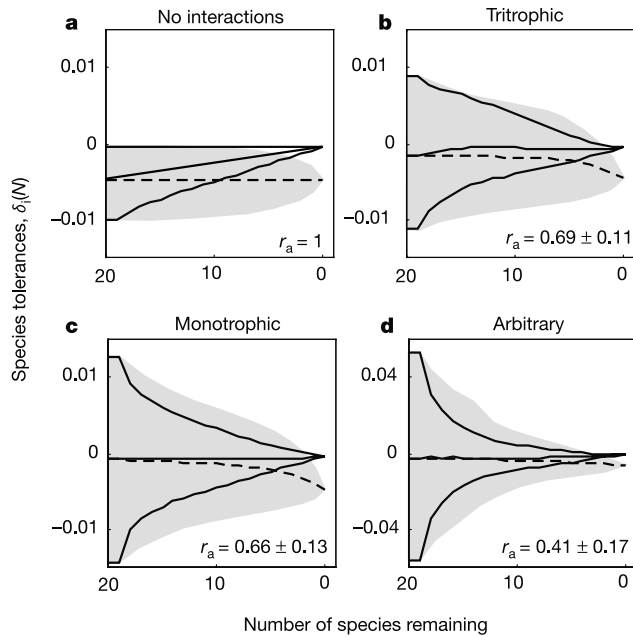 a No interactions
b Tritrophic
0.01
0
−0.01
20 10 0
r_a = 1
0.01
0
−0.01
20 10 0
r_a = 0.69 ± 0.11
Species tolerances, δ_i(N)
c Monotrophic
d Arbitrary
0.01
0
−0.01
20 10 0
r_a = 0.66 ± 0.13
0.04
0
−0.04
20 10 0
r_a = 0.41 ± 0.17
Number of species remaining